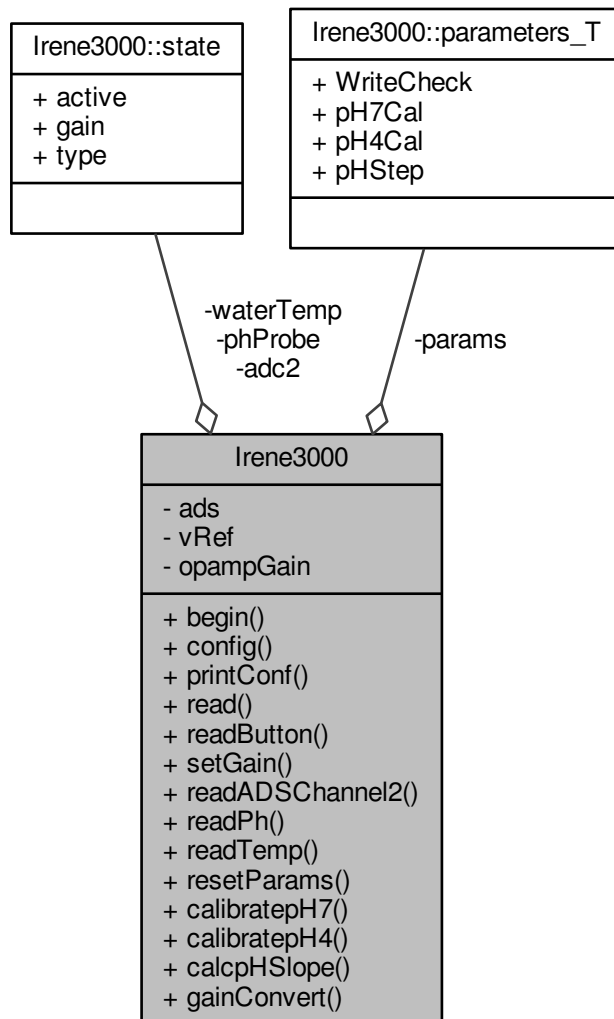 Irene3000::state
+ active
+ gain
+ type
Irene3000::parameters_T
+ WriteCheck
+ pH7Cal
+ pH4Cal
+ pHStep
-waterTemp
-phProbe
-adc2
-params
Irene3000
- ads
- vRef
- opampGain
+ begin()
+ config()
+ printConf()
+ read()
+ readButton()
+ setGain()
+ readADSChannel2()
+ readPh()
+ readTemp()
+ resetParams()
+ calibratepH7()
+ calibratepH4()
+ calcpHSlope()
+ gainConvert()